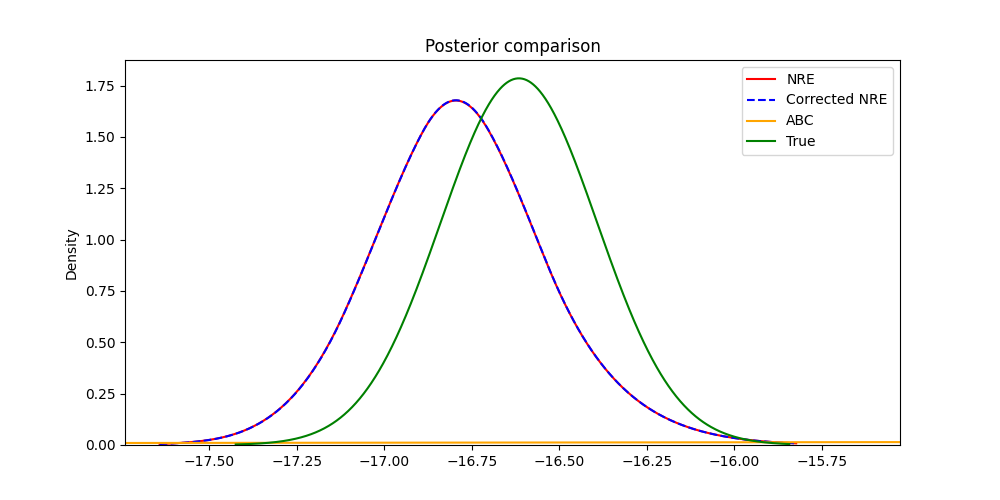 Posterior comparison
NRE
Corrected NRE
ABC
True
Density
1.75
1.50
1.25
1.00
0.75
0.50
0.25
0.00
−17.50 −17.25 −17.00 −16.75 −16.50 −16.25 −16.00 −15.75